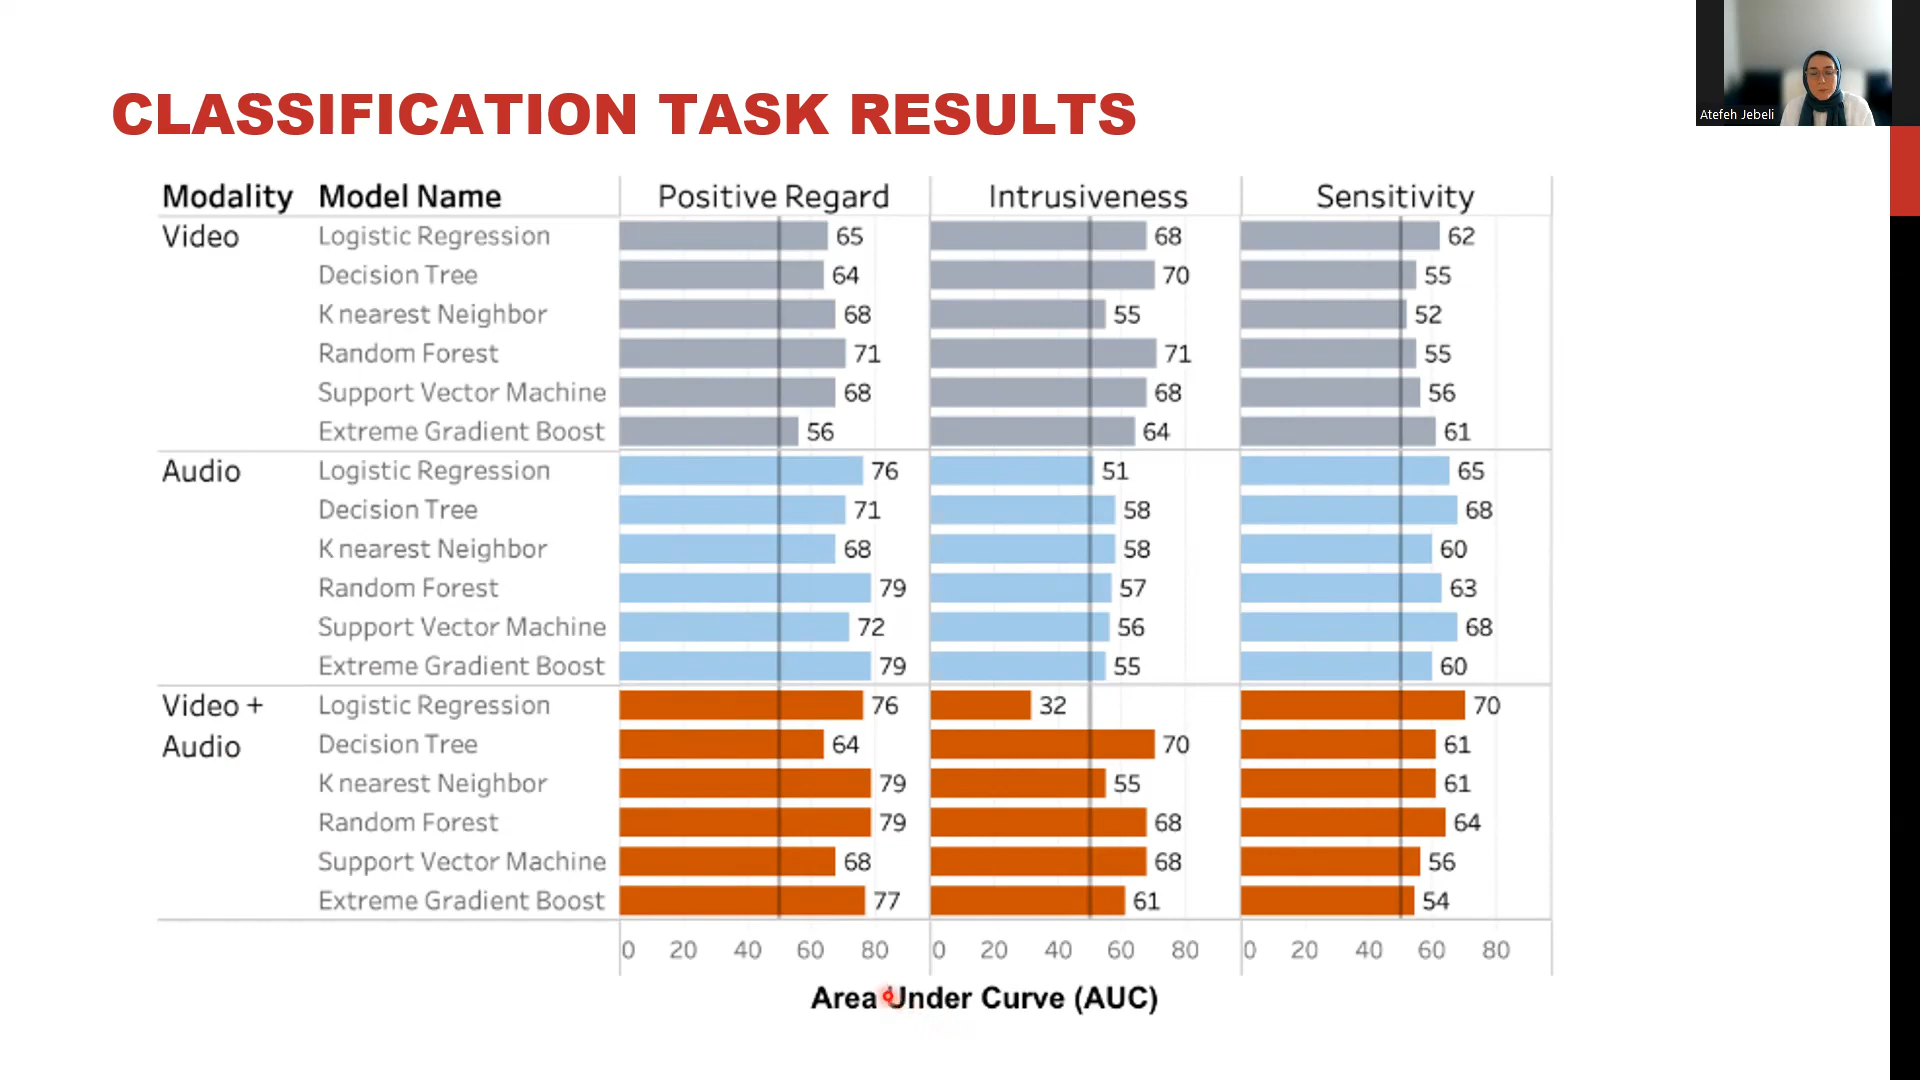 Atefeh Jebeli
CLASSIFICATION TASK RESULTS
Modality Model Name Positive Regard Intrusiveness Sensitivity
Video Logistic Regression 65 68 62
Decision Tree 64 70 55
K nearest Neighbor 68 55 52
Random Forest 71 71 55
Support Vector Machine 68 68 56
Extreme Gradient Boost 56 64 61
Audio Logistic Regression 76 51 65
Decision Tree 71 58 68
K nearest Neighbor 68 58 60
Random Forest 79 57 63
Support Vector Machine 72 56 68
Extreme Gradient Boost 79 55 60
Video + Logistic Regression 76 32 70
Audio Decision Tree 64 70 61
K nearest Neighbor 79 55 61
Random Forest 79 68 64
Support Vector Machine 68 68 56
Extreme Gradient Boost 77 61 54
0 20 40 60 80 0 20 40 60 80 0 20 40 60 80
Area Under Curve (AUC)